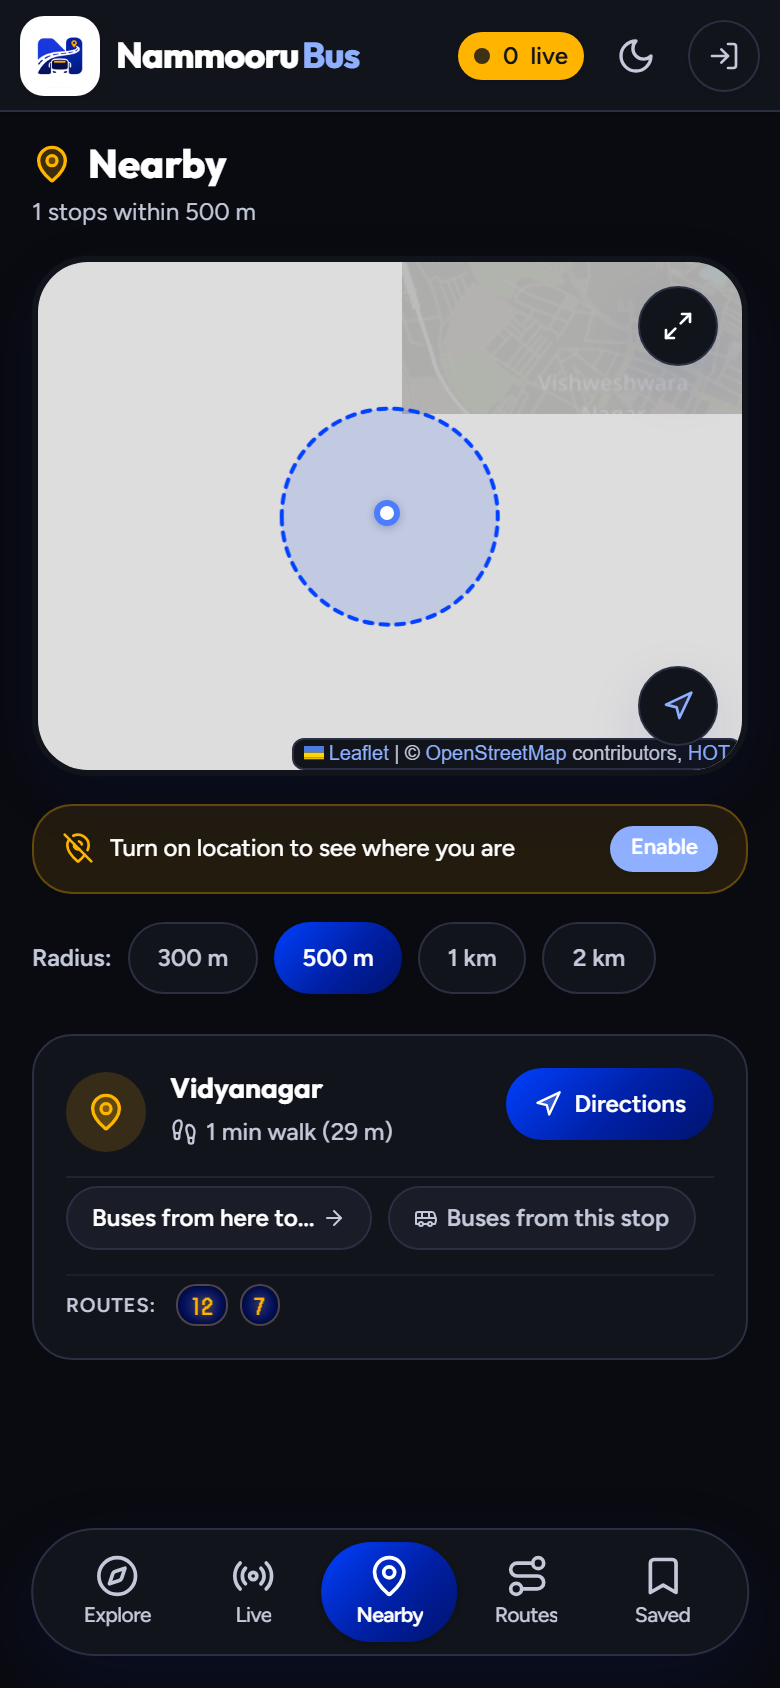 Nammooru Bus
0 live
Nearby
1 stops within 500 m
Vishweshwara
Nagar
Leaflet | © OpenStreetMap contributors, HOT
Turn on location to see where you are
Enable
Radius:
300 m
500 m
1 km
2 km
Vidyanagar
1 min walk (29 m)
Directions
Buses from here to...
Buses from this stop
ROUTES:
12
7
Explore
Live
Nearby
Routes
Saved